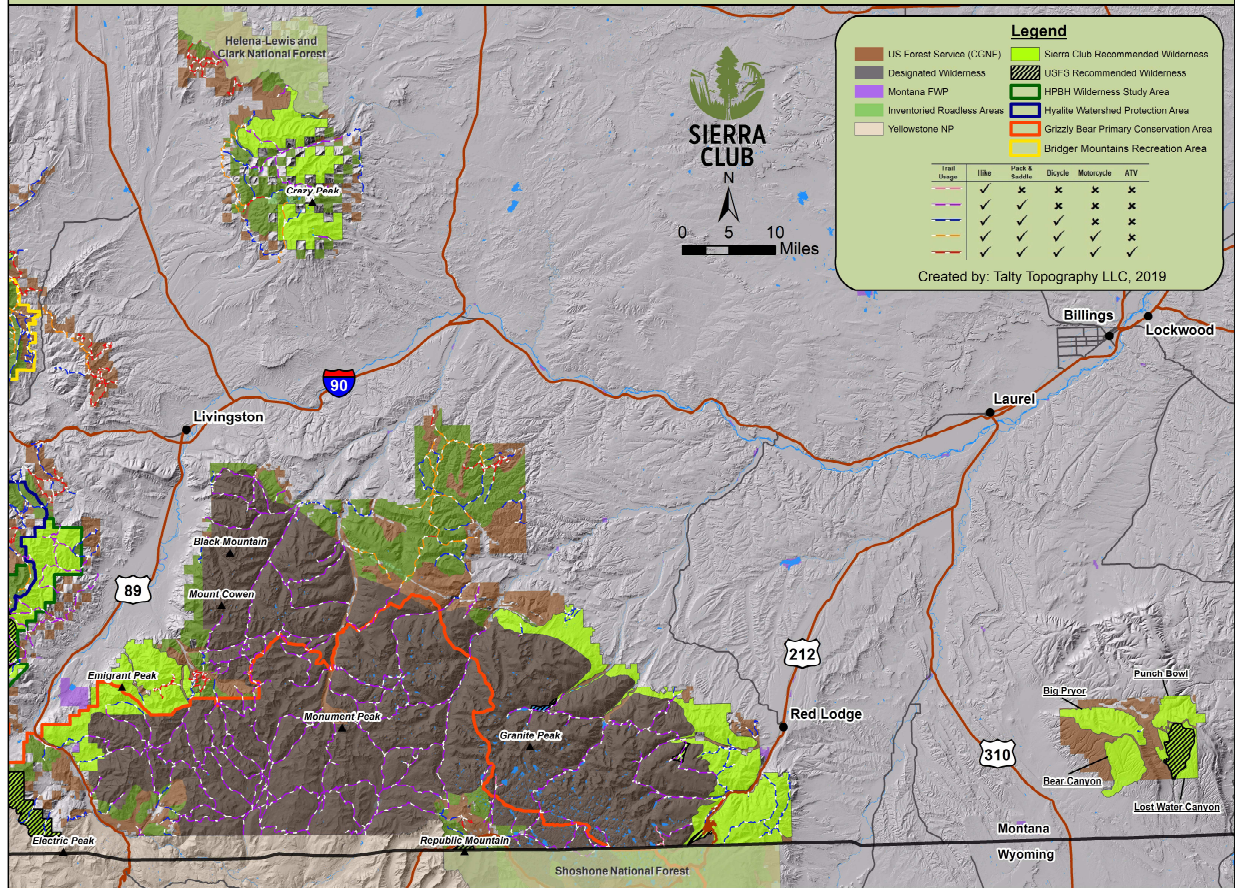 Helena-Lewis and
Clark National Forest
Crazy Peak
SIERRA
CLUB
N
0 5 10
Miles
Legend
US Forest Service (CGNF)
Designated Wilderness
Montana FWP
Inventoried Roadless Areas
Yellowstone NP
Sierra Club Recommended Wilderness
USFS Recommended Wilderness
HPBH Wilderness Study Area
Hyalite Watershed Protection Area
Grizzly Bear Primary Conservation Area
Bridger Mountains Recreation Area
Trail Usage Hike Pack & Saddle Bicycle Motorcycle ATV
Created by: Talty Topography LLC, 2019
Billings
Lockwood
90
Laurel
Livingston
Black Mountain
89
Mount Cowen
212
Emigrant Peak
Punch Bowl
Big Pryor
Monument Peak
Red Lodge
Granite Peak
310
Bear Canyon
Lost Water Canyon
Electric Peak
Republic Mountain
Montana
Wyoming
Shoshone National Forest